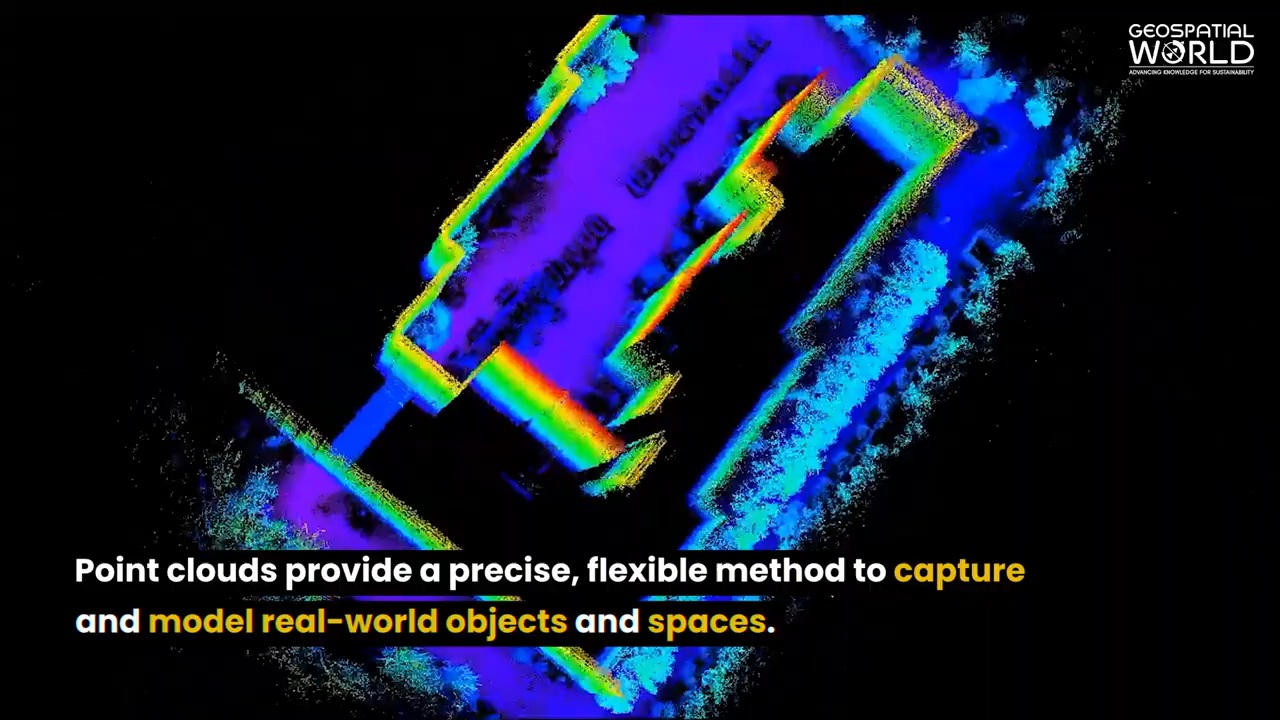 GEOSPATIAL
WORLD
ADVANCING KNOWLEDGE FOR SUSTAINABILITY
Point clouds provide a precise, flexible method to capture
and model real-world objects and spaces.